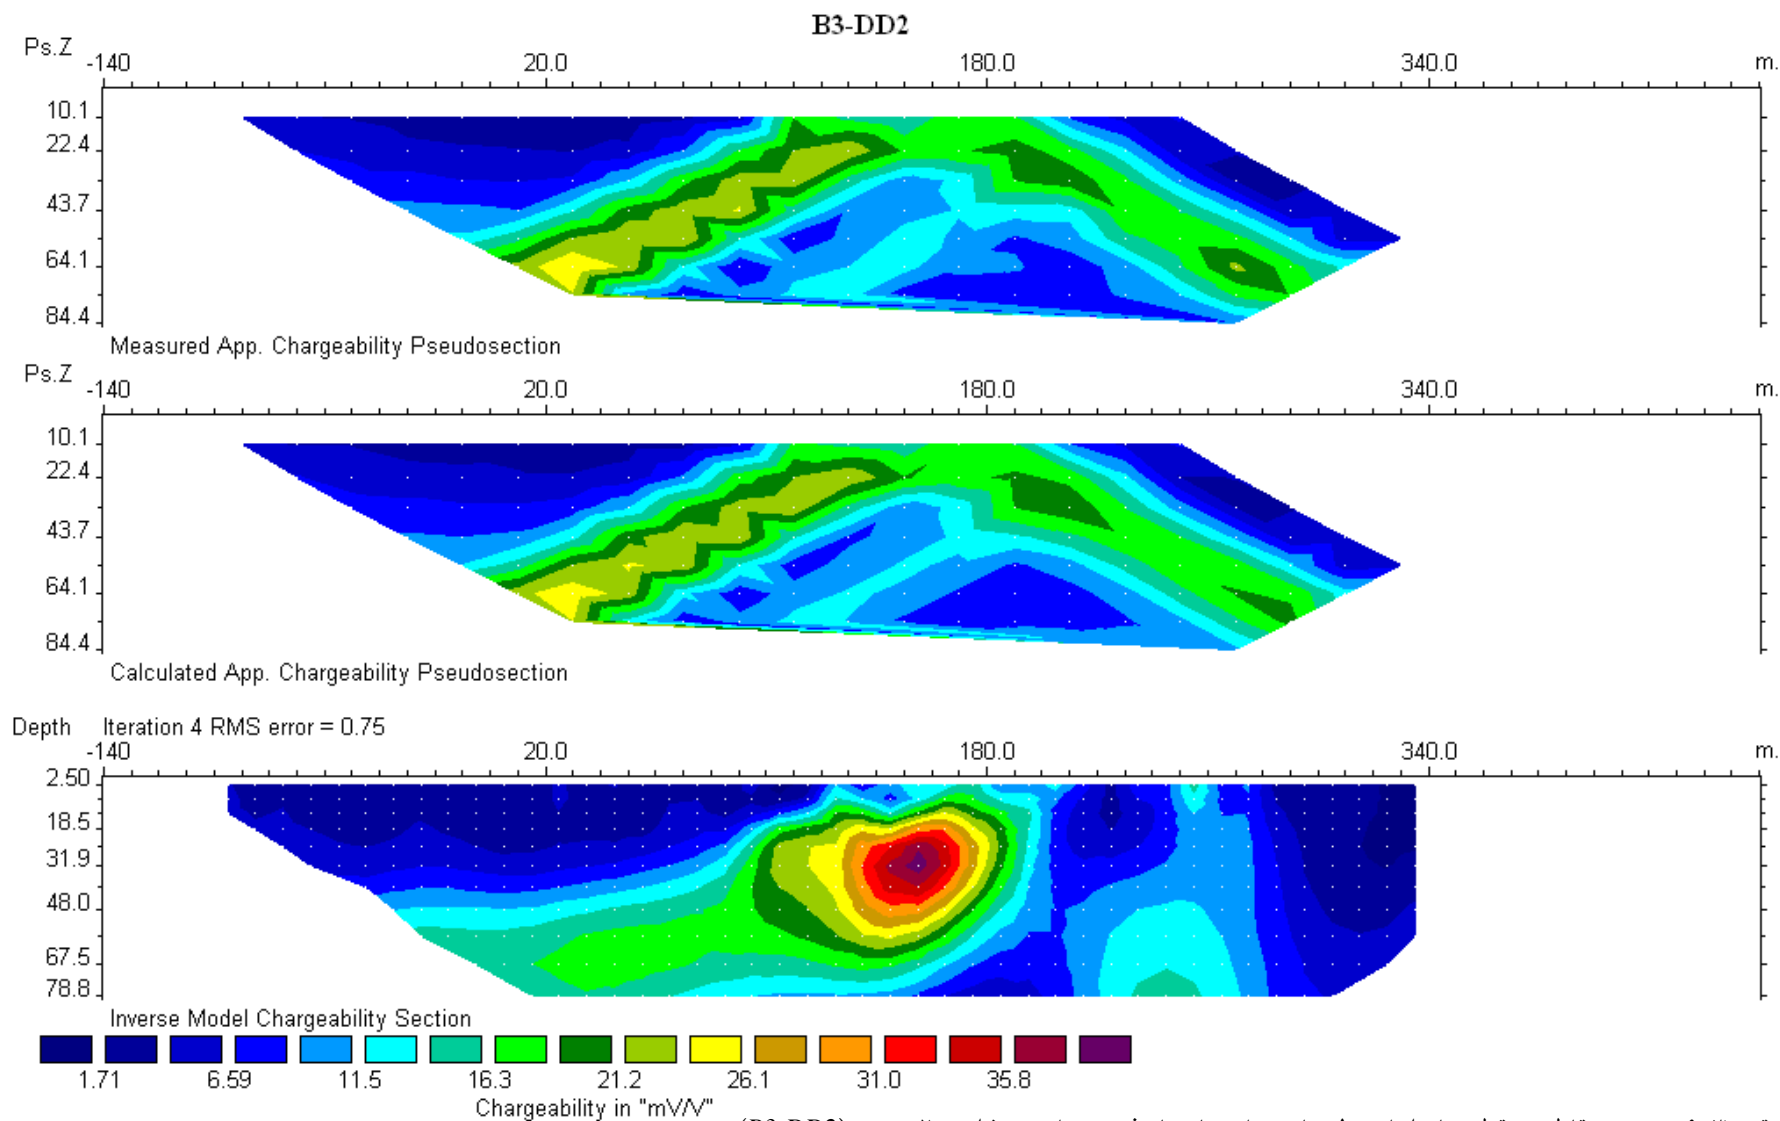 B3-DD2
Ps.Z -140 20.0 180.0 340.0 m.
10.1
22.4
43.7
64.1
84.4
Measured App. Chargeability Pseudosection
Ps.Z -140 20.0 180.0 340.0 m.
10.1
22.4
43.7
64.1
84.4
Calculated App. Chargeability Pseudosection
Depth Iteration 4 RMS error = 0.75
-140 20.0 180.0 340.0 m.
2.50
18.5
31.9
48.0
67.5
78.8
Inverse Model Chargeability Section
1.71 6.59 11.5 16.3 21.2 26.1 31.0 35.8
Chargeability in "mV/V"
(B3-DD2)